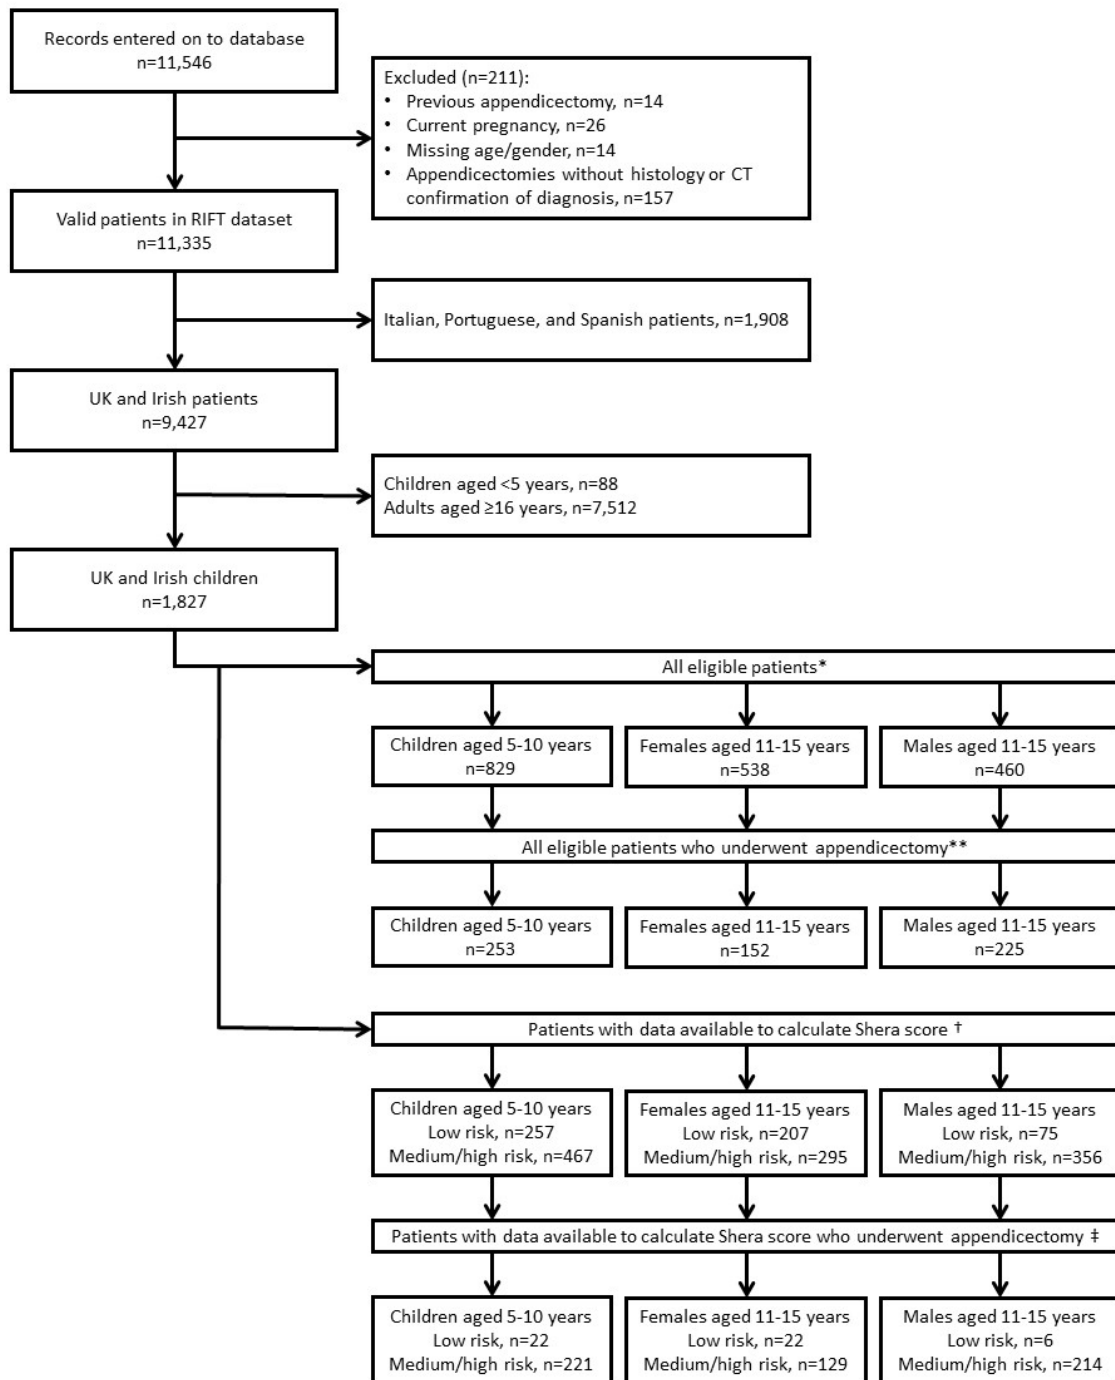 Records entered on to database
n=11,546
Excluded (n=211):
• Previous appendicectomy, n=14
• Current pregnancy, n=26
• Missing age/gender, n=14
• Appendicectomies without histology or CT
confirmation of diagnosis, n=157
Valid patients in RIFT dataset
n=11,335
Italian, Portuguese, and Spanish patients, n=1,908
UK and Irish patients
n=9,427
Children aged <5 years, n=88
Adults aged ≥16 years, n=7,512
UK and Irish children
n=1,827
All eligible patients*
Children aged 5-10 years
n=829
Females aged 11-15 years
n=538
Males aged 11-15 years
n=460
All eligible patients who underwent appendicectomy**
Children aged 5-10 years
n=253
Females aged 11-15 years
n=152
Males aged 11-15 years
n=225
Patients with data available to calculate Shera score †
Children aged 5-10 years
Low risk, n=257
Medium/high risk, n=467
Females aged 11-15 years
Low risk, n=207
Medium/high risk, n=295
Males aged 11-15 years
Low risk, n=75
Medium/high risk, n=356
Patients with data available to calculate Shera score who underwent appendicectomy ‡
Children aged 5-10 years
Low risk, n=22
Medium/high risk, n=221
Females aged 11-15 years
Low risk, n=22
Medium/high risk, n=129
Males aged 11-15 years
Low risk, n=6
Medium/high risk, n=214